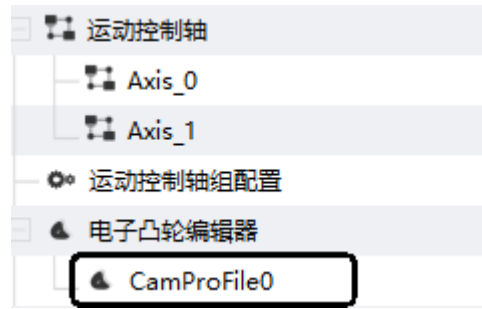 运动控制轴
Axis_0
Axis_1
运动控制轴组配置
电子凸轮编辑器
CamProFile0